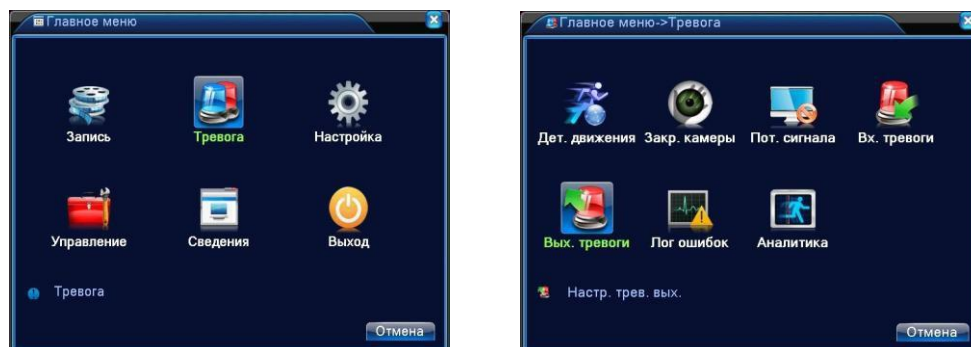 Главное меню
Запись Тревога Настройка
Управление Сведения Выход
Тревога
Отмена
Главное меню->Тревога
Дет. движения Закр. камеры Пот. сигнала Вх. тревоги
Вых. тревоги Лог ошибок Аналитика
Настр. трев. вых.
Отмена